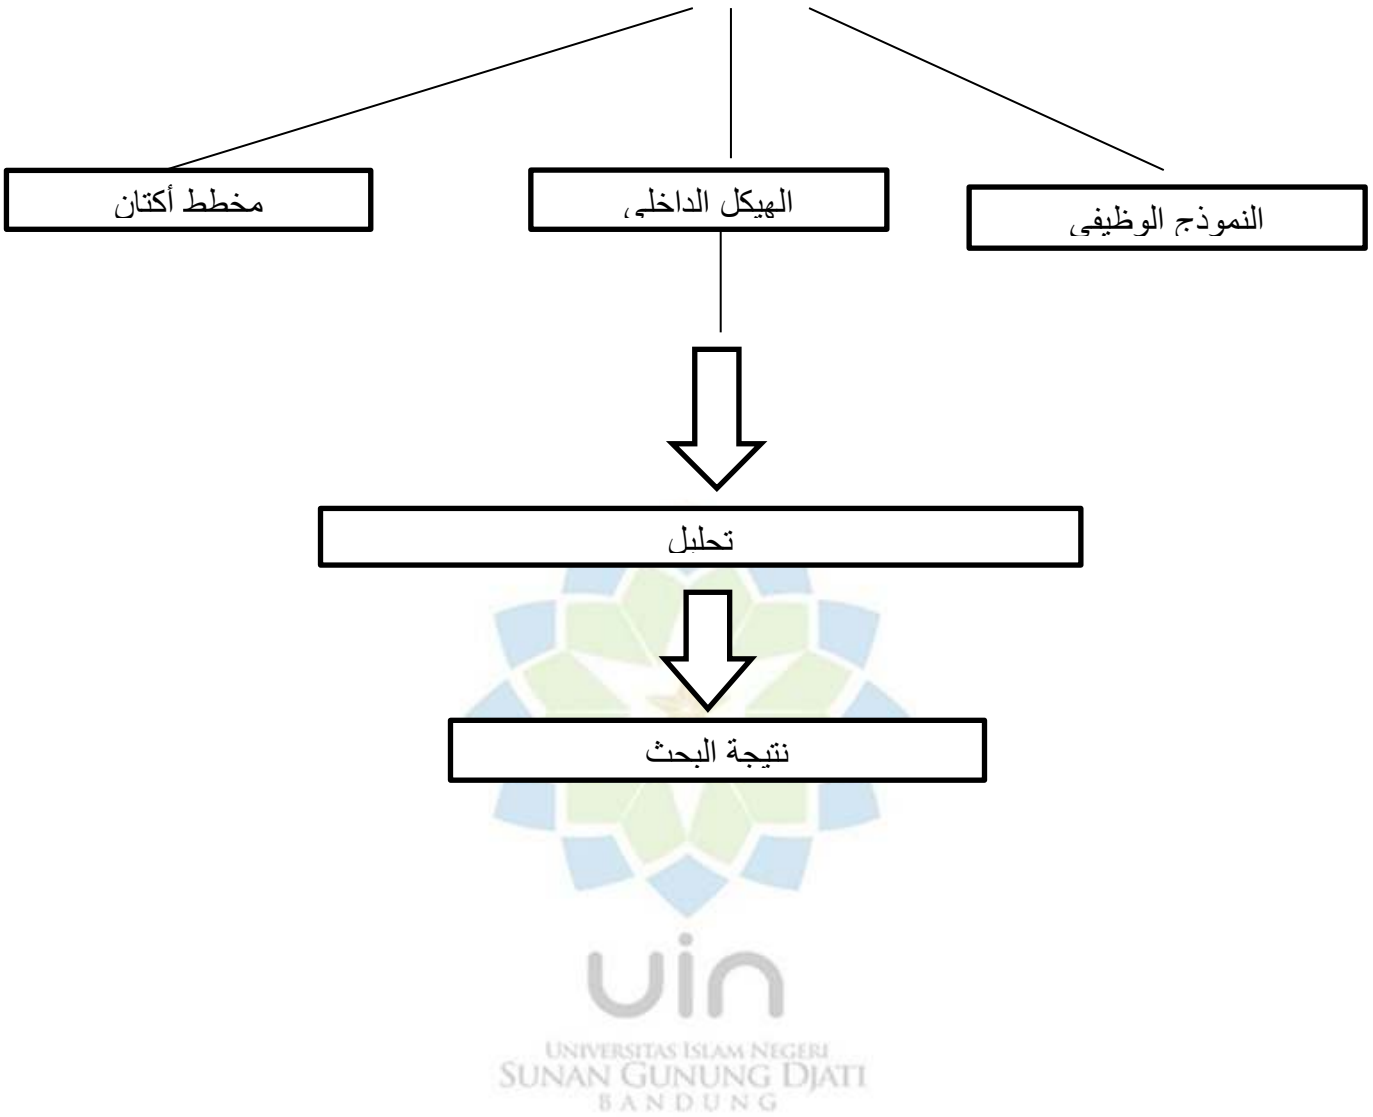 النموذج الوظيفي
الهيكل الداخلي
مخطط أكتان
تحليل
نتيجة البحث
uin
UNIVERSITAS ISLAM NEGERI
SUNAN GUNUNG DJATI
BANDUNG